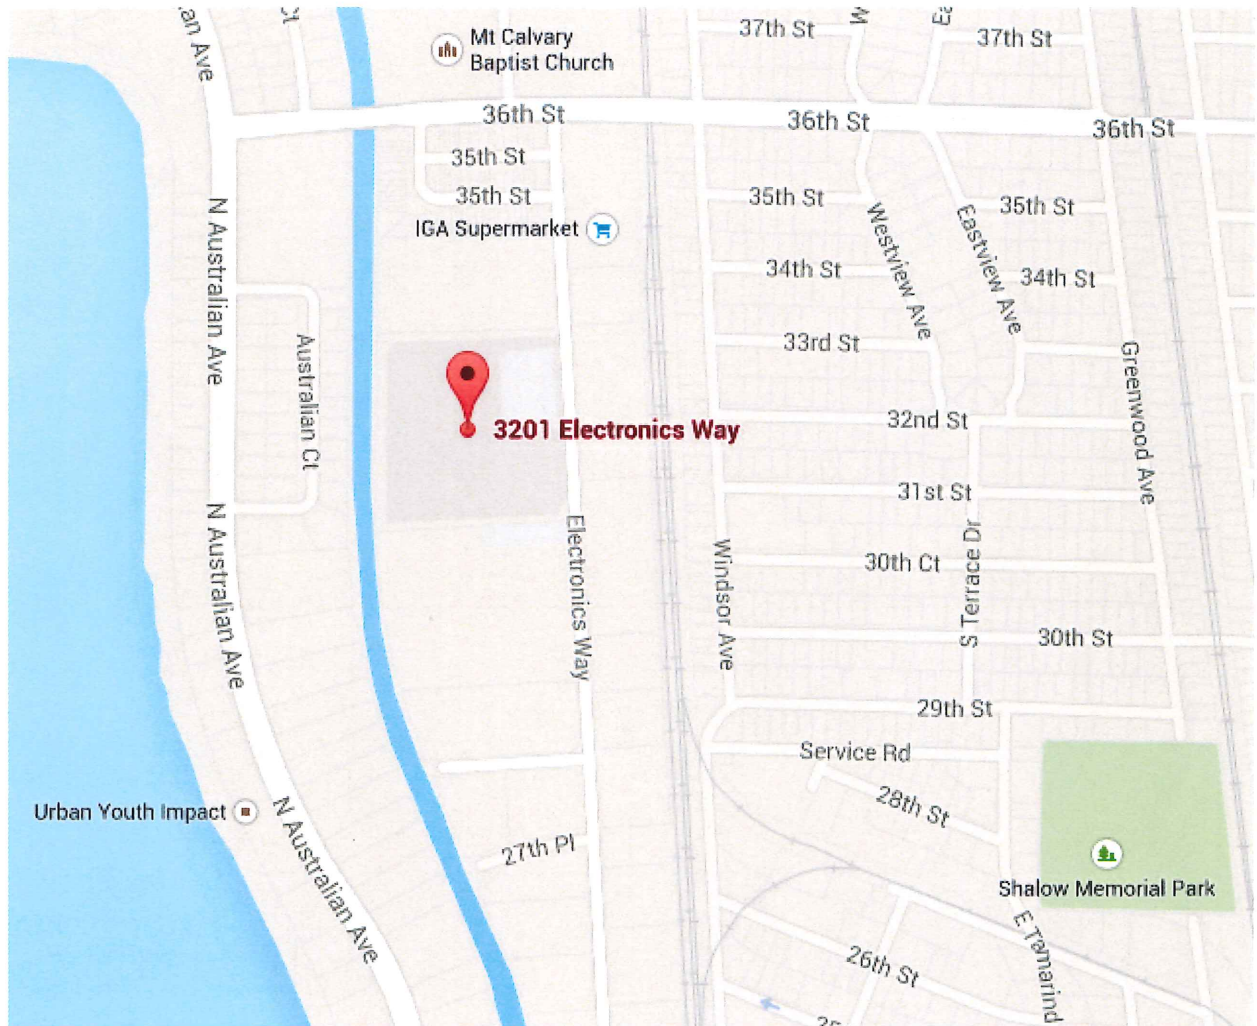 an Ave
Ct
Mt Calvary
Baptist Church
37th St
37th St
36th St
36th St
36th St
35th St
35th St
35th St
35th St
IGA Supermarket
N Australian Ave
Westview Ave
Eastview Ave
34th St
34th St
33rd St
Australian Ct
Greenwood Ave
3201 Electronics Way
32nd St
31st St
N Australian Ave
Electronics Way
Windsor Ave
30th Ct
S Terrace Dr
30th St
29th St
Service Rd
28th St
Urban Youth Impact
N Australian Ave
27th Pl
Shalow Memorial Park
26th St
E Tamarind